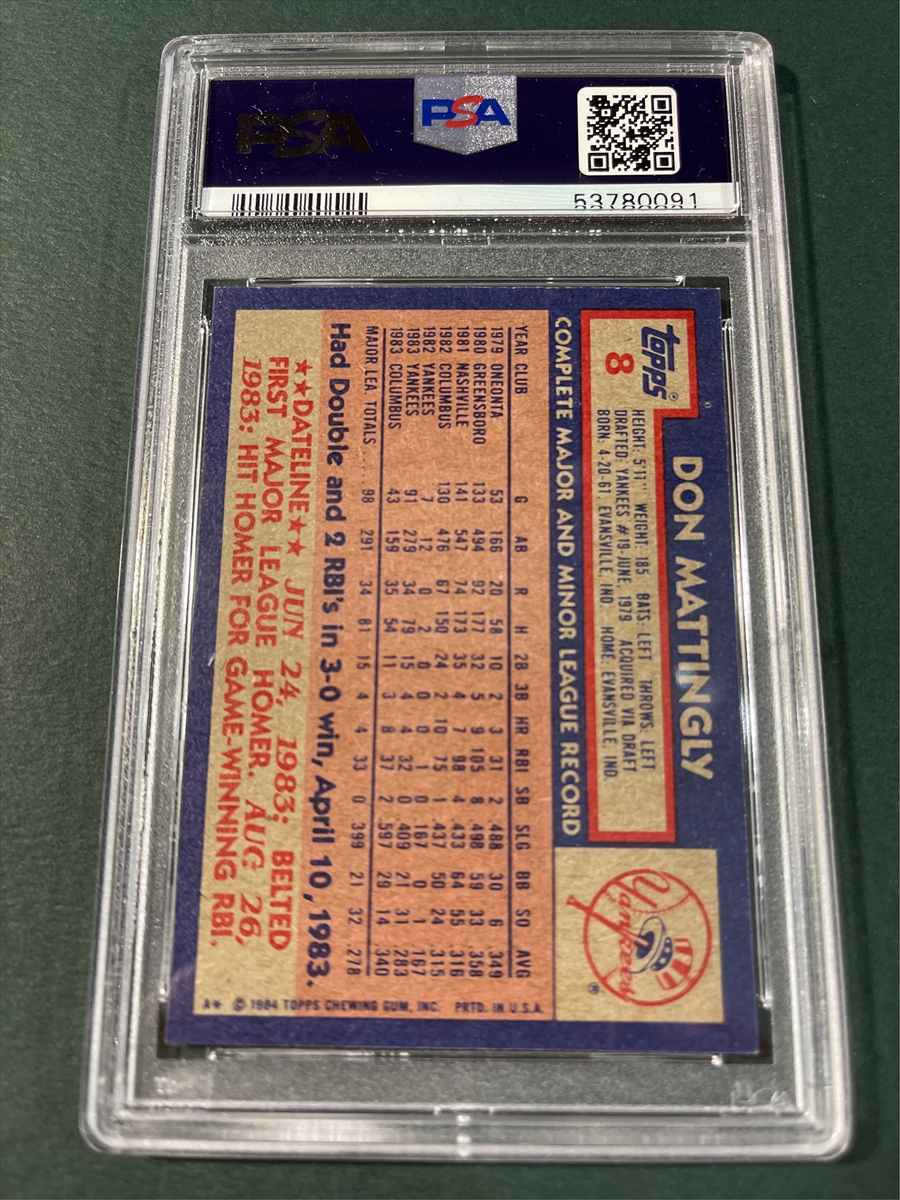 PSA
PSA
53780091
topps®
8
DON MATTINGLY
HEIGHT: 5'11" WEIGHT: 185 BATS: LEFT THROWS: LEFT
DRAFTED: YANKEES #19-JUNE, 1979 ACQUIRED: VIA DRAFT
BORN: 4-20-61, EVANSVILLE, IND HOME: EVANSVILLE, IND.
Yankees ®
COMPLETE MAJOR AND MINOR LEAGUE RECORD
YEAR CLUB G AB R H 2B 3B HR RBI SB SLG BB SO AVG
1979 ONEONTA 53 166 20 58 10 2 3 31 2 .488 30 6 .349
1980 GREENSBORO 133 494 92 177 32 5 9 105 8 .498 59 33 .358
1981 NASHVILLE 141 547 74 173 35 4 7 98 4 .433 64 55 .316
1982 COLUMBUS 130 476 67 150 24 2 10 75 1 .437 50 24 .315
1982 YANKEES 7 12 0 2 0 0 0 1 0 .167 0 1 .167
1983 YANKEES 91 279 34 79 15 4 4 32 0 .409 21 31 .283
1983 COLUMBUS 43 159 35 54 11 3 8 37 2 .597 29 14 .340
MAJOR LEA. TOTALS .... 98 291 34 81 15 4 4 33 0 .399 21 32 .278
Had Double and 2 RBI's in 3-0 win, April 10, 1983.
★★DATELINE★★ JUN 24, 1983: BELTED
FIRST MAJOR LEAGUE HOMER. AUG 26,
1983: HIT HOMER FOR GAME-WINNING RBI.
A* © 1984 TOPPS CHEWING GUM, INC. PRTD. IN U.S.A.